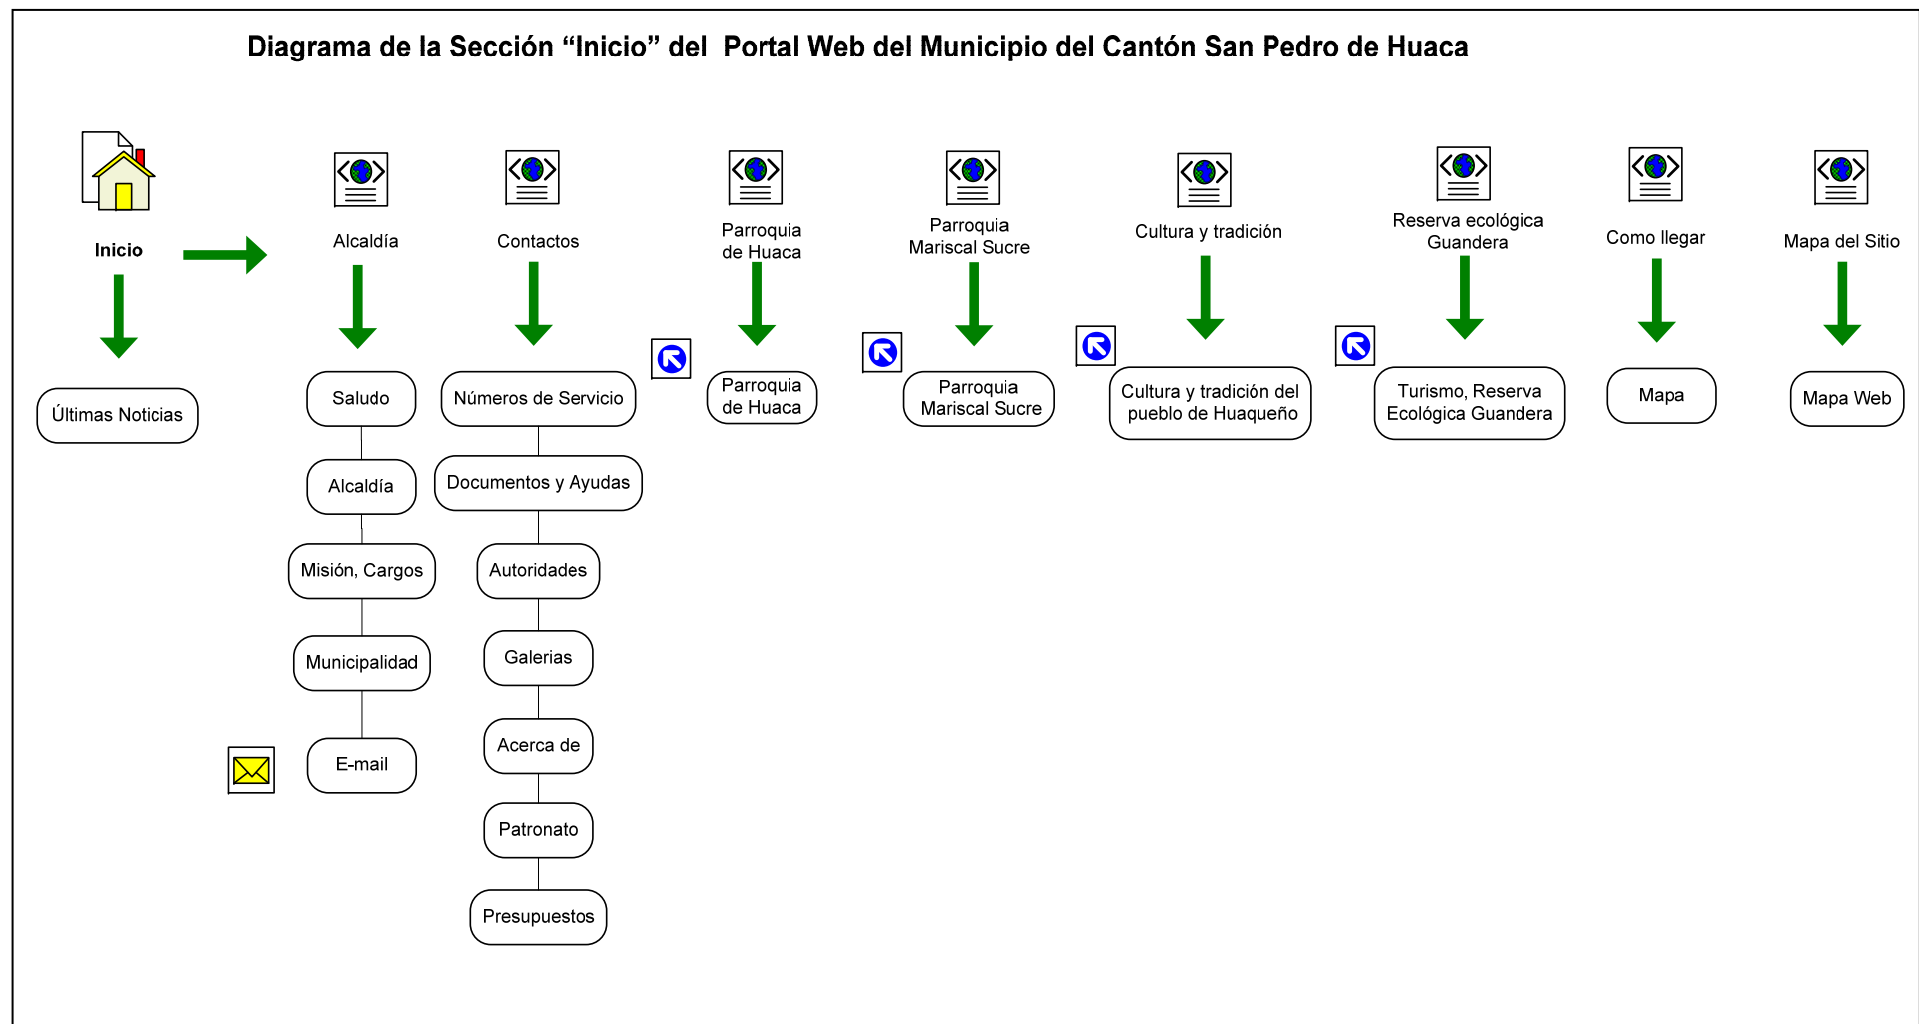 Diagrama de la Sección “Inicio” del Portal Web del Municipio del Cantón San Pedro de Huaca
Inicio
Alcaldía
Contactos
Parroquia
de Huaca
Parroquia
Mariscal Sucre
Cultura y tradición
Reserva ecológica
Guandera
Como llegar
Mapa del Sitio
Últimas Noticias
Saludo
Alcaldía
Misión, Cargos
Municipalidad
E-mail
Números de Servicio
Documentos y Ayudas
Autoridades
Galerias
Acerca de
Patronato
Presupuestos
Parroquia
de Huaca
Parroquia
Mariscal Sucre
Cultura y tradición del
pueblo de Huaqueño
Turismo, Reserva
Ecológica Guandera
Mapa
Mapa Web